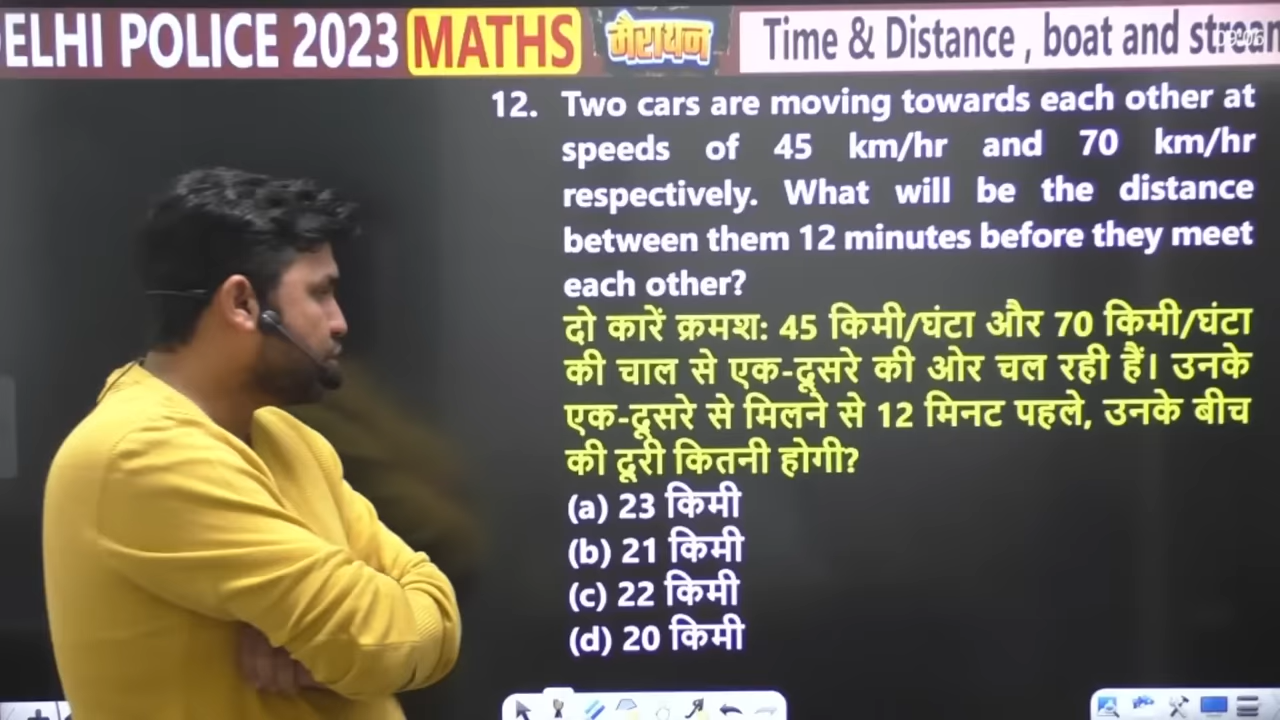 ELHI POLICE 2023 MATHS मैराथन Time & Distance , boat and stream
12. Two cars are moving towards each other at
speeds of 45 km/hr and 70 km/hr
respectively. What will be the distance
between them 12 minutes before they meet
each other?
दो कारें क्रमश: 45 किमी/घंटा और 70 किमी/घंटा
की चाल से एक-दूसरे की ओर चल रही हैं। उनके
एक-दूसरे से मिलने से 12 मिनट पहले, उनके बीच
की दूरी कितनी होगी?
(a) 23 किमी
(b) 21 किमी
(c) 22 किमी
(d) 20 किमी